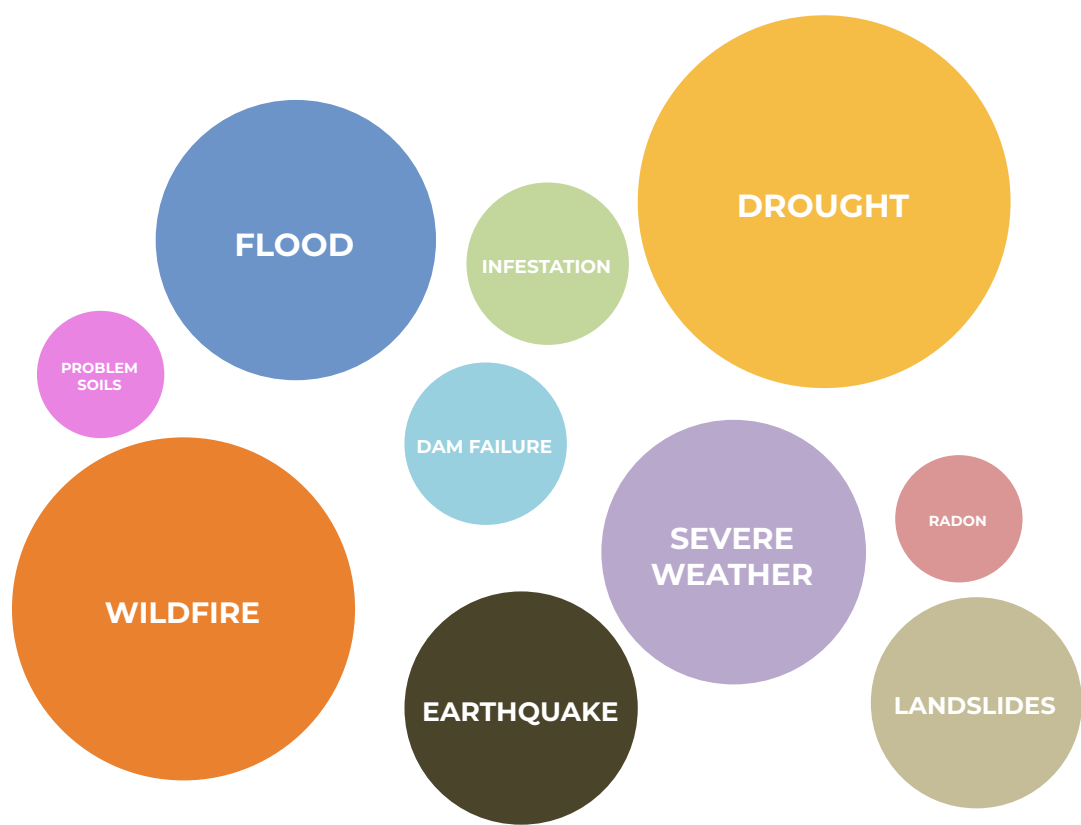 DROUGHT
FLOOD
INFESTATION
PROBLEM
SOILS
DAM FAILURE
RADON
SEVERE
WEATHER
WILDFIRE
LANDSLIDES
EARTHQUAKE